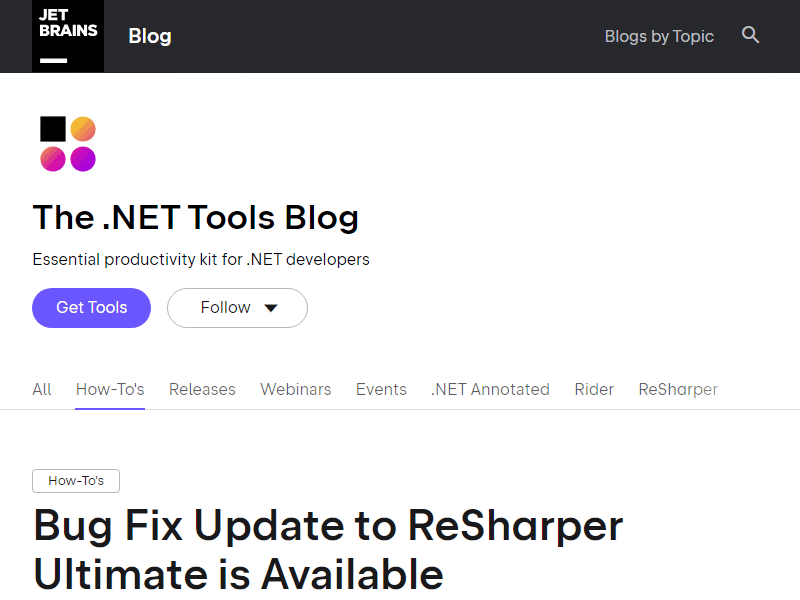 JET
BRAINS
Blog
Blogs by Topic
The .NET Tools Blog
Essential productivity kit for .NET developers
Get Tools
Follow
All How-To's Releases Webinars Events .NET Annotated Rider ReSharper
How-To's
Bug Fix Update to ReSharper
Ultimate is Available